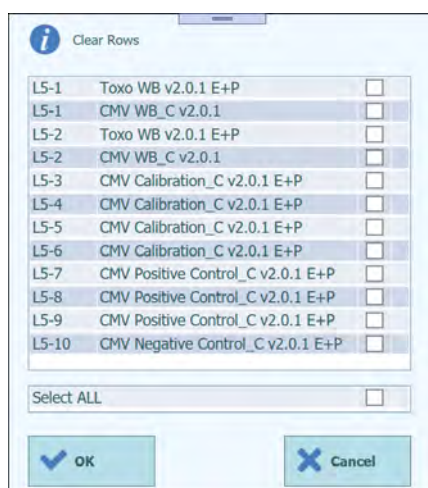 Clear Rows
L5-1 Toxo WB v2.0.1 E+P
L5-1 CMV WB_C v2.0.1
L5-2 Toxo WB v2.0.1 E+P
L5-2 CMV WB_C v2.0.1
L5-3 CMV Calibration_C v2.0.1 E+P
L5-4 CMV Calibration_C v2.0.1 E+P
L5-5 CMV Calibration_C v2.0.1 E+P
L5-6 CMV Calibration_C v2.0.1 E+P
L5-7 CMV Positive Control_C v2.0.1 E+P
L5-8 CMV Positive Control_C v2.0.1 E+P
L5-9 CMV Positive Control_C v2.0.1 E+P
L5-10 CMV Negative Control_C v2.0.1 E+P
Select ALL
OK Cancel